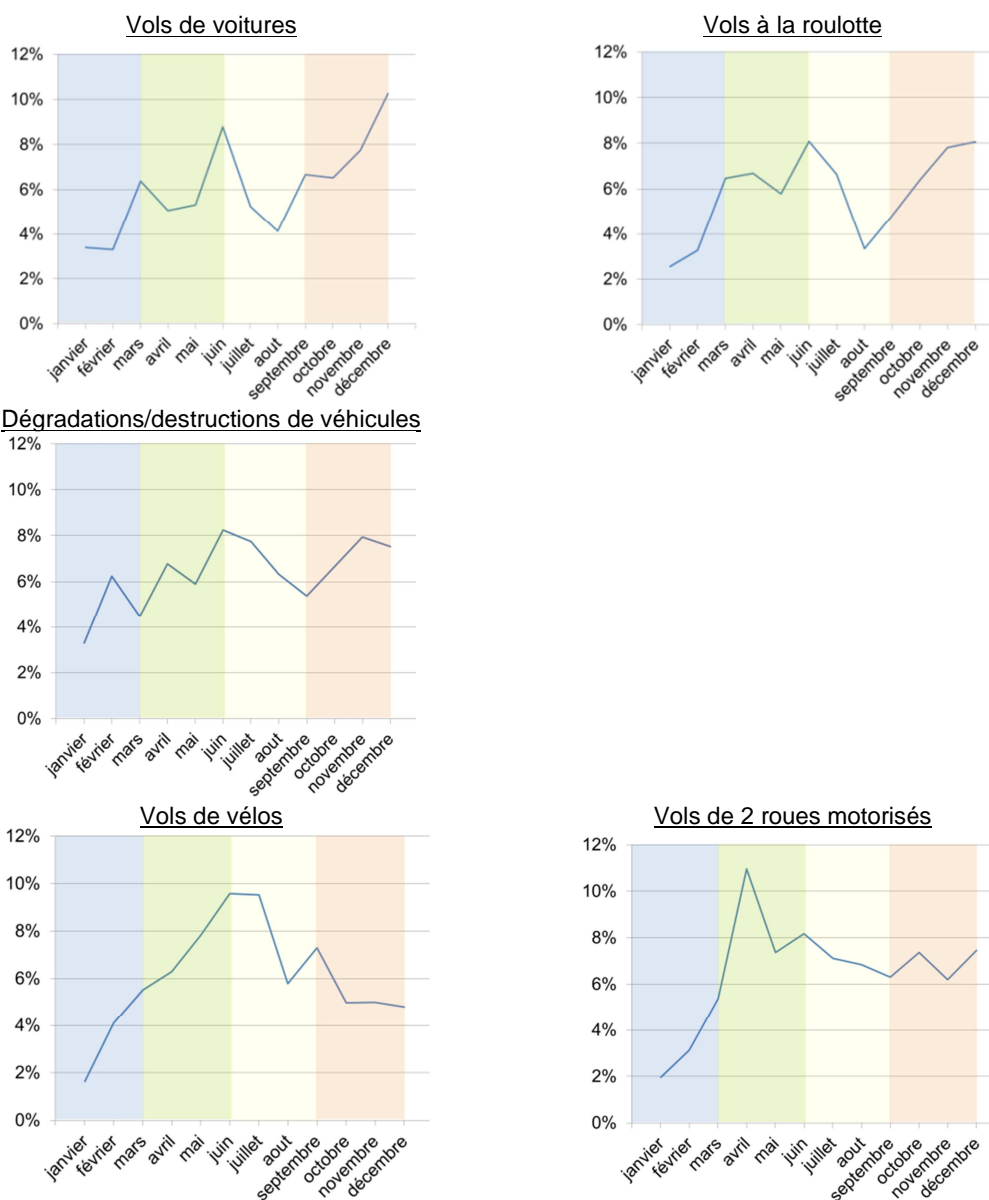 Vols de voitures
12%
10%
8%
6%
4%
2%
0%
janvier
février
mars
avril
mai
juin
juillet
aout
septembre
octobre
novembre
décembre
Vols à la roulotte
12%
10%
8%
6%
4%
2%
0%
janvier
février
mars
avril
mai
juin
juillet
aout
septembre
octobre
novembre
décembre
Dégradations/destructions de véhicules
12%
10%
8%
6%
4%
2%
0%
janvier
février
mars
avril
mai
juin
juillet
aout
septembre
octobre
novembre
décembre
Vols de vélos
12%
10%
8%
6%
4%
2%
0%
janvier
février
mars
avril
mai
juin
juillet
aout
septembre
octobre
novembre
décembre
Vols de 2 roues motorisés
12%
10%
8%
6%
4%
2%
0%
janvier
février
mars
avril
mai
juin
juillet
aout
septembre
octobre
novembre
décembre